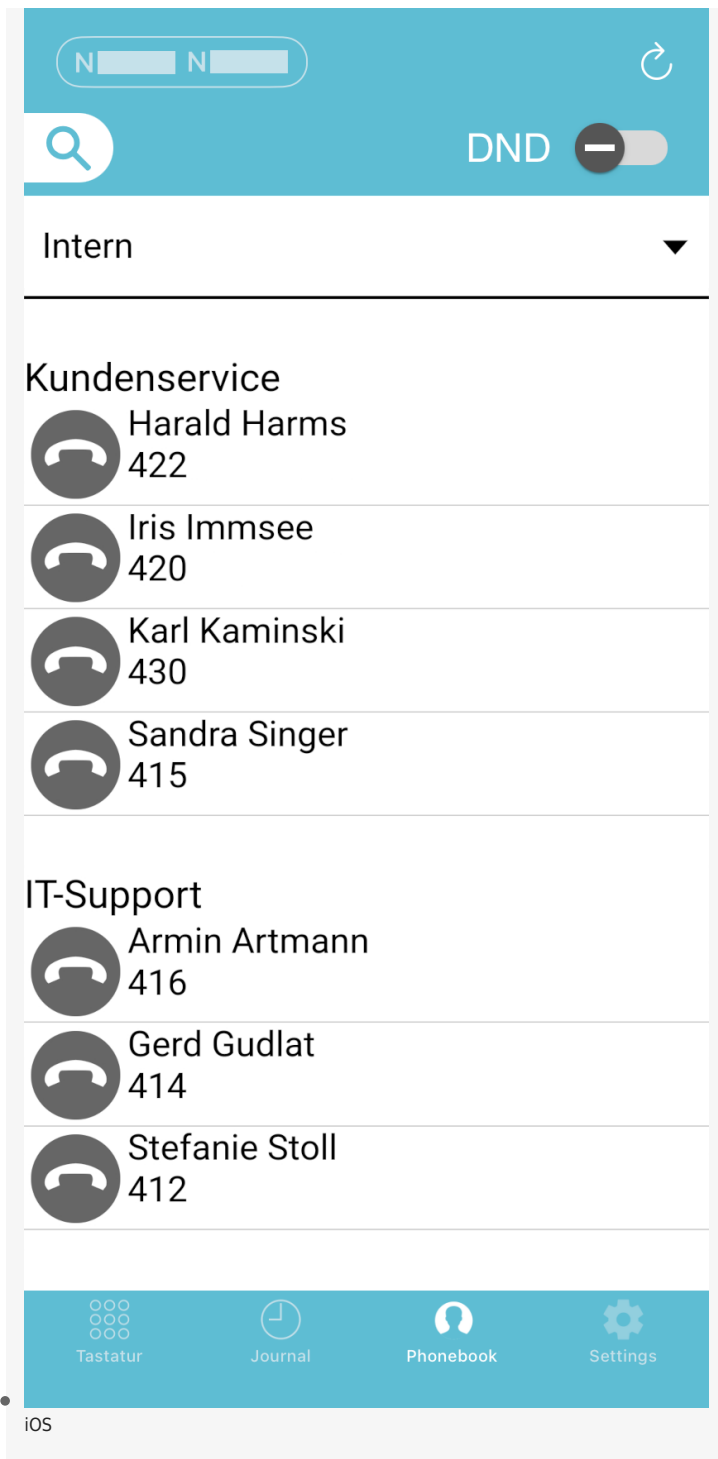 N N
DND
Intern
Kundenservice
Harald Harms
422
Iris Immsee
420
Karl Kaminski
430
Sandra Singer
415
IT-Support
Armin Artmann
416
Gerd Gudlat
414
Stefanie Stoll
412
Tastatur Journal Phonebook Settings
iOS